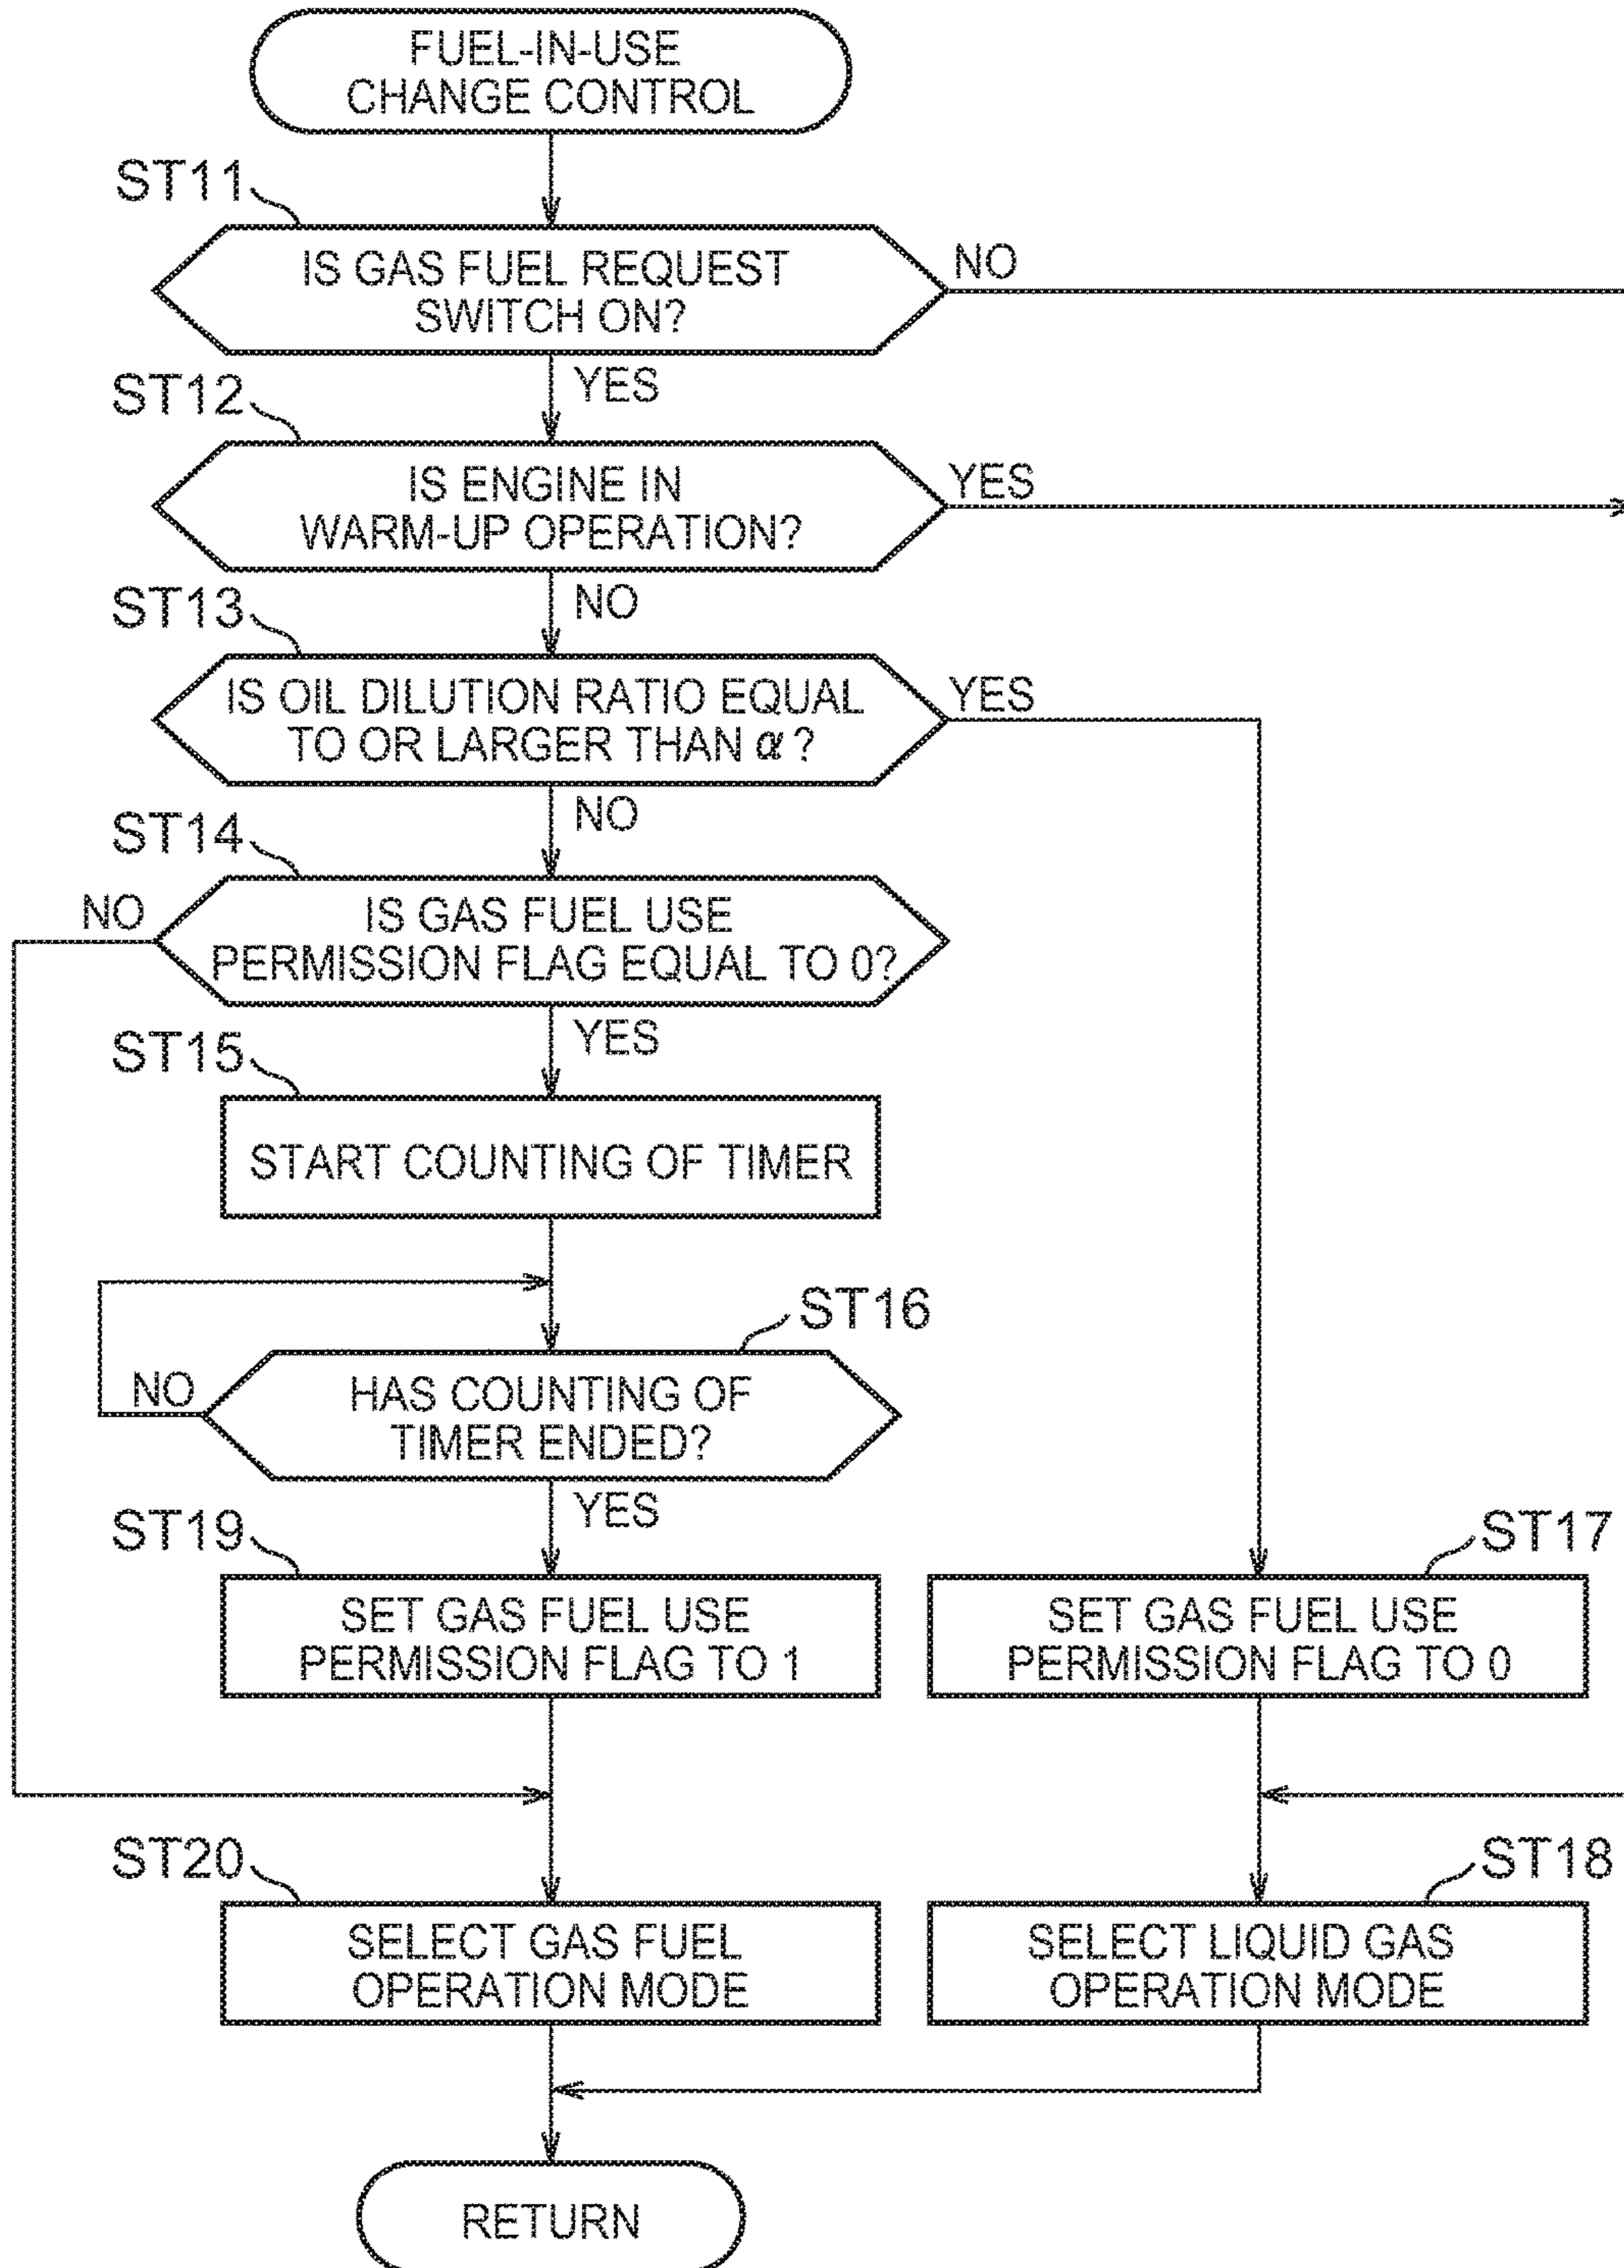 FUEL-IN-USE
CHANGE CONTROL
ST11
IS GAS FUEL REQUEST
SWITCH ON?
NO
YES
ST12
IS ENGINE IN
WARM-UP OPERATION?
YES
NO
ST13
IS OIL DILUTION RATIO EQUAL
TO OR LARGER THAN α ?
YES
NO
ST14
NO
IS GAS FUEL USE
PERMISSION FLAG EQUAL TO 0?
YES
ST15
START COUNTING OF TIMER
ST16
NO
HAS COUNTING OF
TIMER ENDED?
YES
ST19
SET GAS FUEL USE
PERMISSION FLAG TO 1
ST17
SET GAS FUEL USE
PERMISSION FLAG TO 0
ST20
SELECT GAS FUEL
OPERATION MODE
ST18
SELECT LIQUID GAS
OPERATION MODE
RETURN